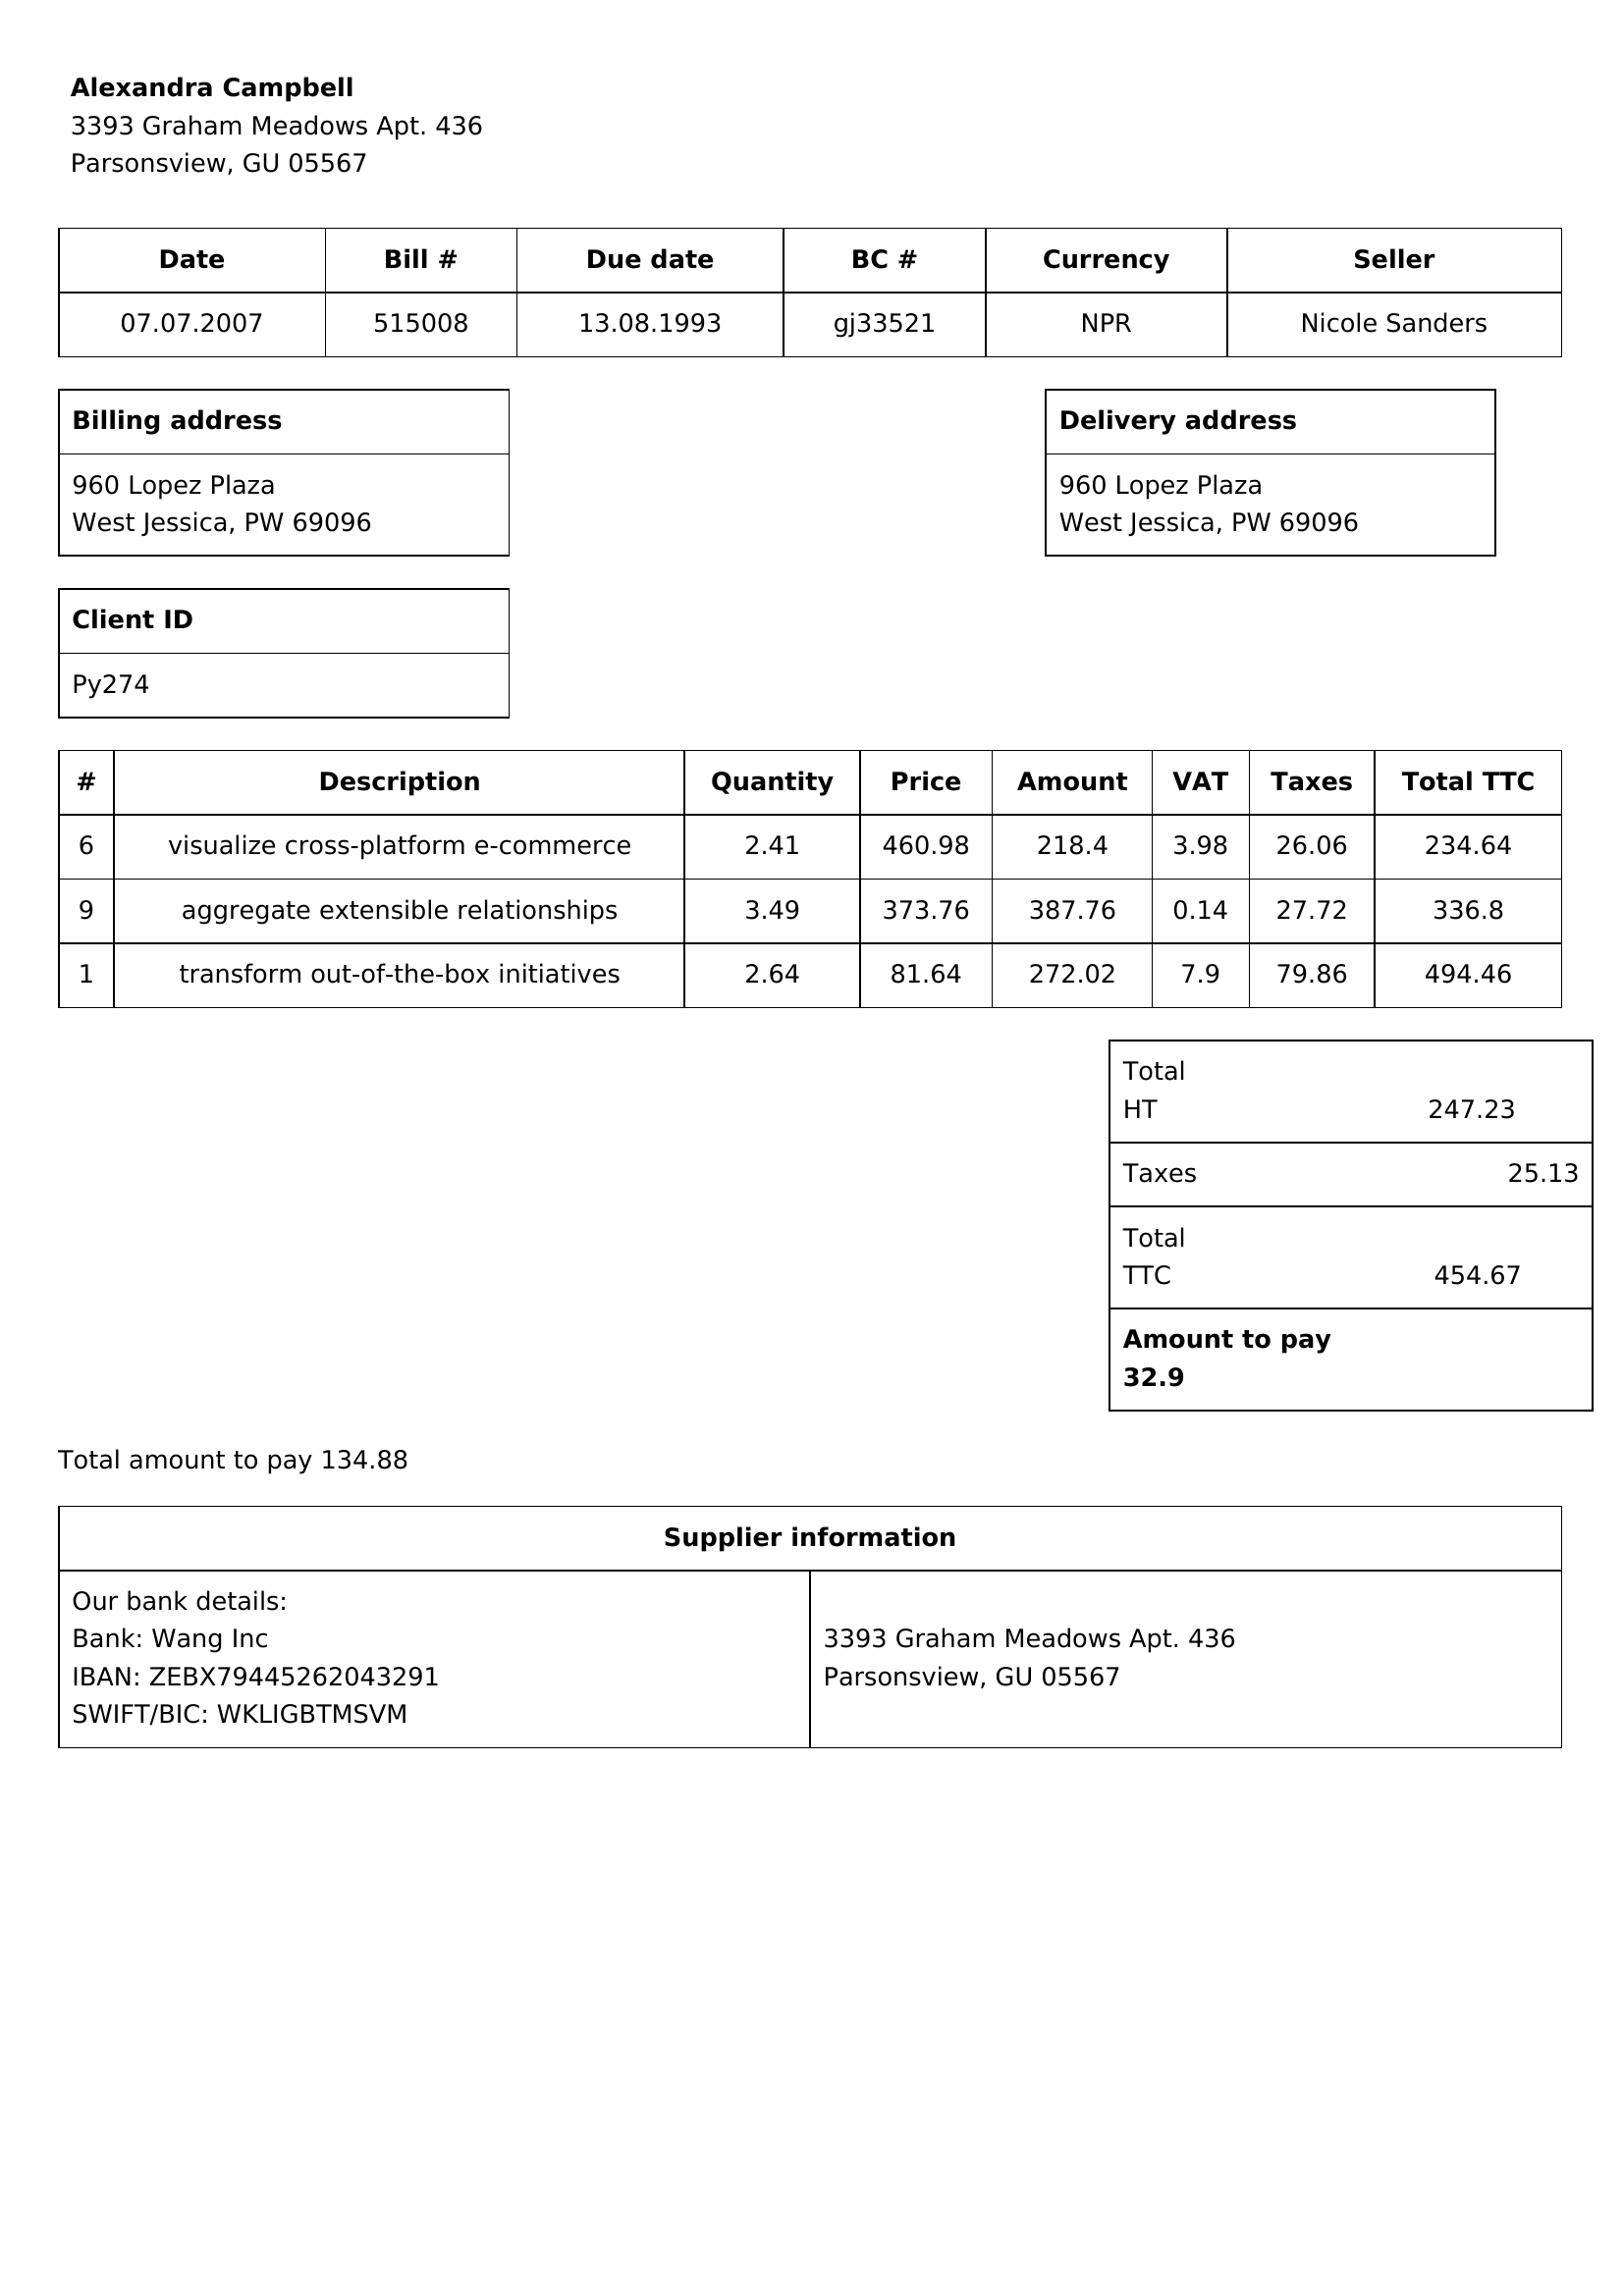 Alexandra Campbell
3393 Graham Meadows Apt. 436
Parsonsview, GU 05567
Date Bill # Due date BC # Currency Seller
07.07.2007 515008 13.08.1993 gj33521 NPR Nicole Sanders
Billing address Delivery address
960 Lopez Plaza 960 Lopez Plaza
West Jessica, PW 69096 West Jessica, PW 69096
Client ID
Py274
# Description Quantity Price Amount VAT Taxes Total TTC
6 visualize cross-platform e-commerce 2.41 460.98 218.4 3.98 26.06 234.64
9 aggregate extensible relationships 3.49 373.76 387.76 0.14 27.72 336.8
1 transform out-of-the-box initiatives 2.64 81.64 272.02 7.9 79.86 494.46
Total
HT 247.23
Taxes 25.13
Total
TTC 454.67
Amount to pay
32.9
Total amount to pay 134.88
Supplier information
Our bank details:
Bank: Wang Inc 3393 Graham Meadows Apt. 436
IBAN: ZEBX79445262043291 Parsonsview, GU 05567
SWIFT/BIC: WKLIGBTMSVM